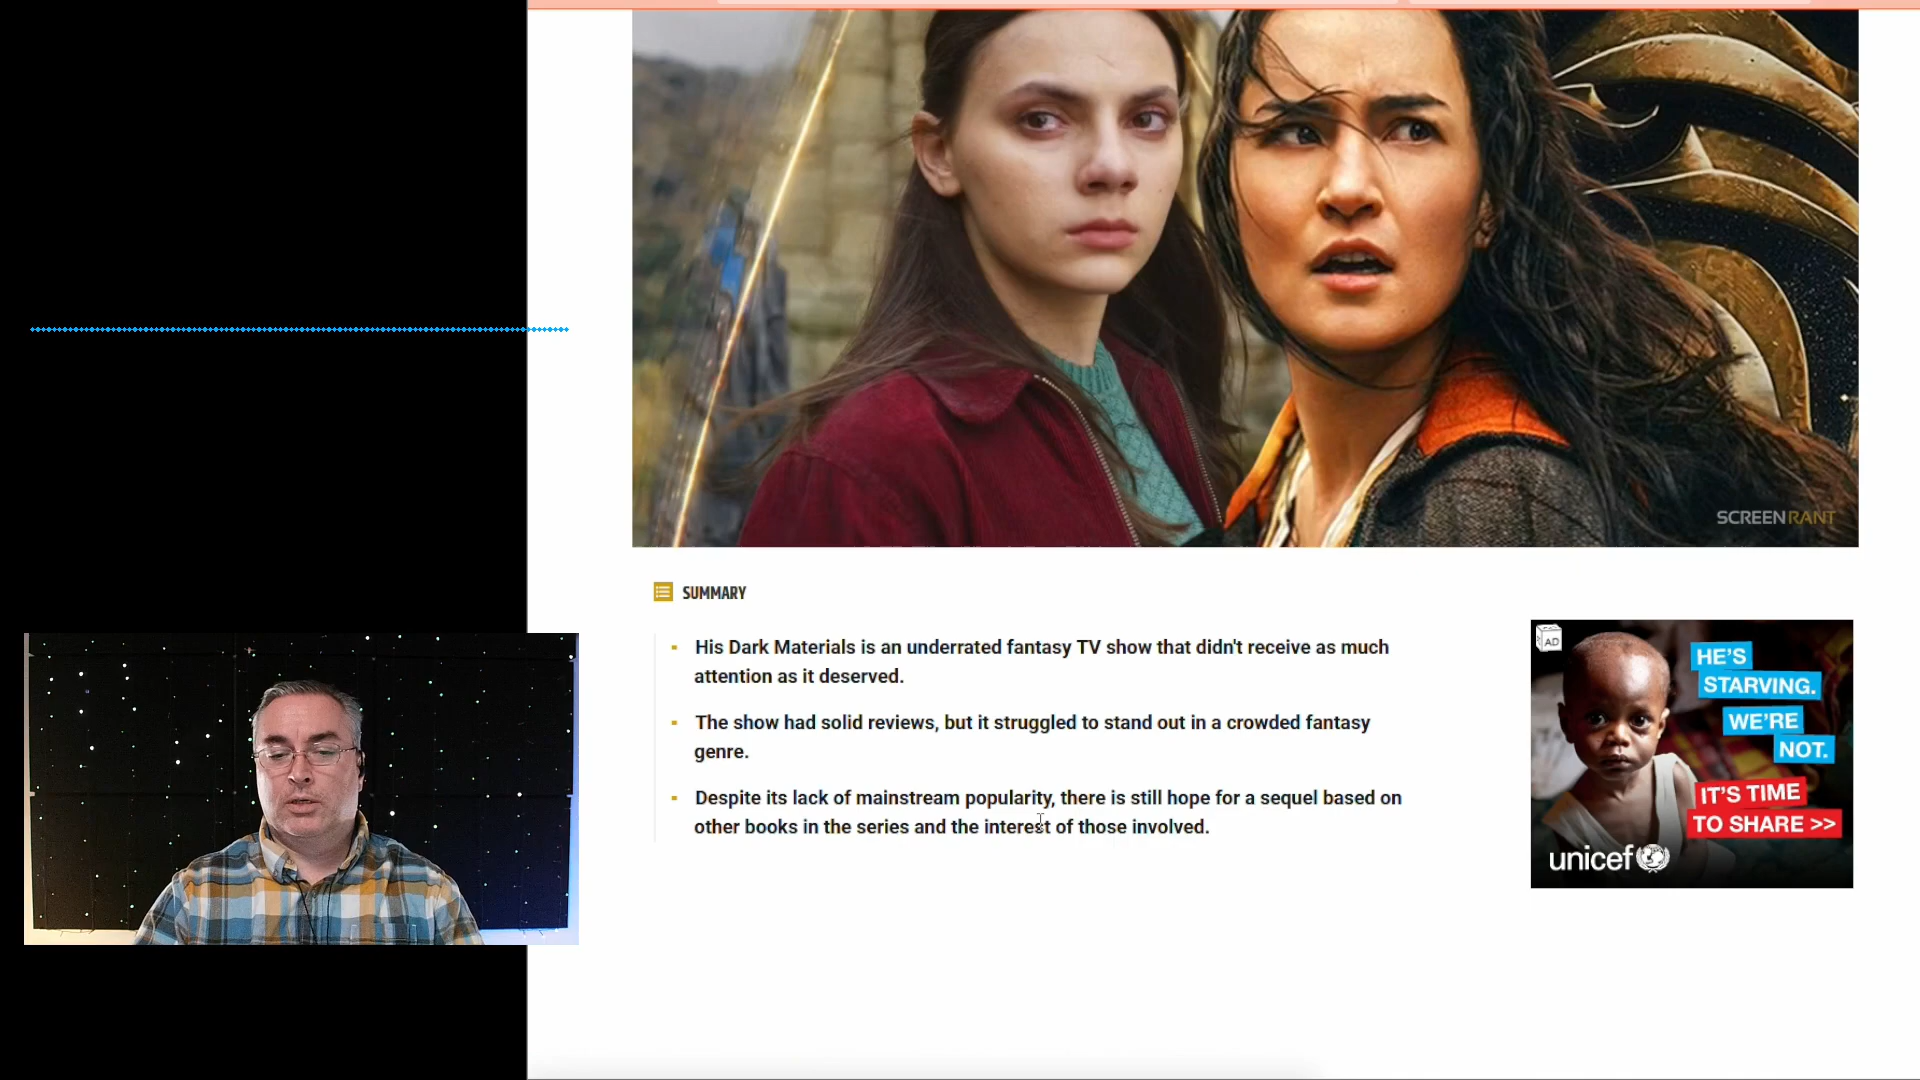 SCREENRANT
SUMMARY
His Dark Materials is an underrated fantasy TV show that didn't receive as much
attention as it deserved.
The show had solid reviews, but it struggled to stand out in a crowded fantasy
genre.
Despite its lack of mainstream popularity, there is still hope for a sequel based on
other books in the series and the interest of those involved.
AD
HE'S
STARVING.
WE'RE
NOT.
IT'S TIME
TO SHARE >>
unicef